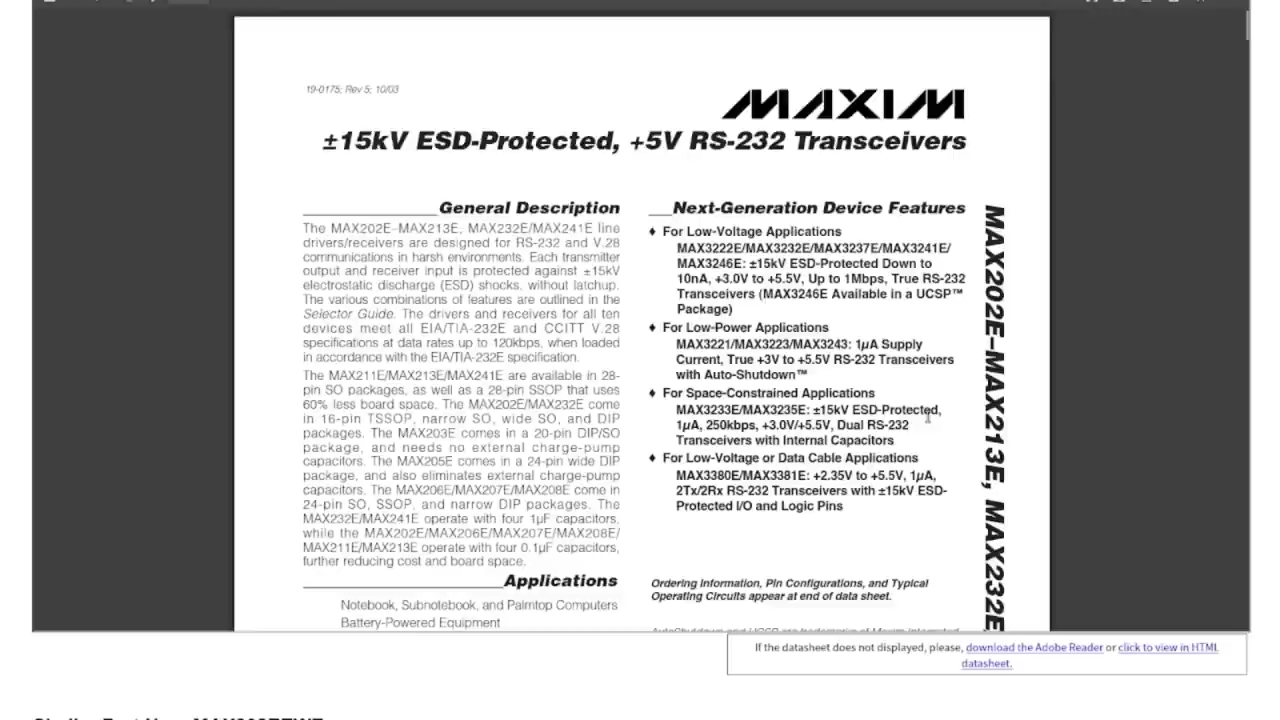 19-0175; Rev 5; 10/03
MAXIM
±15kV ESD-Protected, +5V RS-232 Transceivers
General Description
The MAX202E–MAX213E, MAX232E/MAX241E line
drivers/receivers are designed for RS-232 and V.28
communications in harsh environments. Each transmitter
output and receiver input is protected against ±15kV
electrostatic discharge (ESD) shocks, without latchup.
The various combinations of features are outlined in the
Selector Guide. The drivers and receivers for all ten
devices meet all EIA/TIA-232E and CCITT V.28
specifications at data rates up to 120kbps, when loaded
in accordance with the EIA/TIA-232E specification.
The MAX211E/MAX213E/MAX241E are available in 28-
pin SO packages, as well as a 28-pin SSOP that uses
60% less board space. The MAX202E/MAX232E come
in 16-pin TSSOP, narrow SO, wide SO, and DIP
packages. The MAX203E comes in a 20-pin DIP/SO
package, and needs no external charge-pump
capacitors. The MAX205E comes in a 24-pin wide DIP
package, and also eliminates external charge-pump
capacitors. The MAX206E/MAX207E/MAX208E come in
24-pin SO, SSOP, and narrow DIP packages. The
MAX232E/MAX241E operate with four 1µF capacitors,
while the MAX202E/MAX206E/MAX207E/MAX208E/
MAX211E/MAX213E operate with four 0.1µF capacitors,
further reducing cost and board space.
Applications
Notebook, Subnotebook, and Palmtop Computers
Battery-Powered Equipment
Next-Generation Device Features
♦ For Low-Voltage Applications
MAX3222E/MAX3232E/MAX3237E/MAX3241E/
MAX3246E: ±15kV ESD-Protected Down to
10nA, +3.0V to +5.5V, Up to 1Mbps, True RS-232
Transceivers (MAX3246E Available in a UCSP™
Package)
♦ For Low-Power Applications
MAX3221/MAX3223/MAX3243: 1µA Supply
Current, True +3V to +5.5V RS-232 Transceivers
with Auto-Shutdown™
♦ For Space-Constrained Applications
MAX3233E/MAX3235E: ±15kV ESD-Protected,
1µA, 250kbps, +3.0V/+5.5V, Dual RS-232
Transceivers with Internal Capacitors
♦ For Low-Voltage or Data Cable Applications
MAX3380E/MAX3381E: +2.35V to +5.5V, 1µA,
2Tx/2Rx RS-232 Transceivers with ±15kV ESD-
Protected I/O and Logic Pins
Ordering Information, Pin Configurations, and Typical
Operating Circuits appear at end of data sheet.
MAX202E–MAX213E, MAX232E
If the datasheet does not display, please, download the Adobe Reader or click to view in HTML
datasheet.